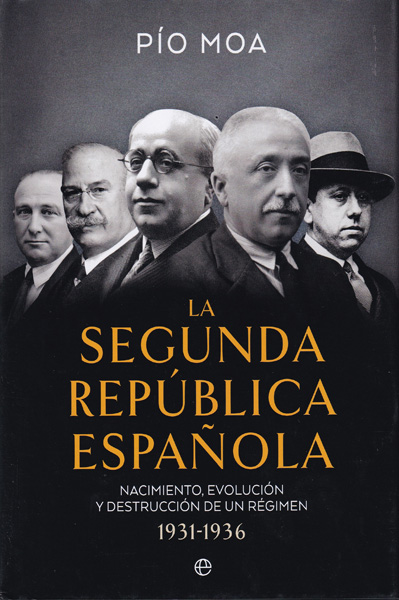 PÍO MOA
LA
SEGUNDA
REPÚBLICA
ESPAÑOLA
NACIMIENTO, EVOLUCIÓN
Y DESTRUCCIÓN DE UN RÉGIMEN
1931-1936
e